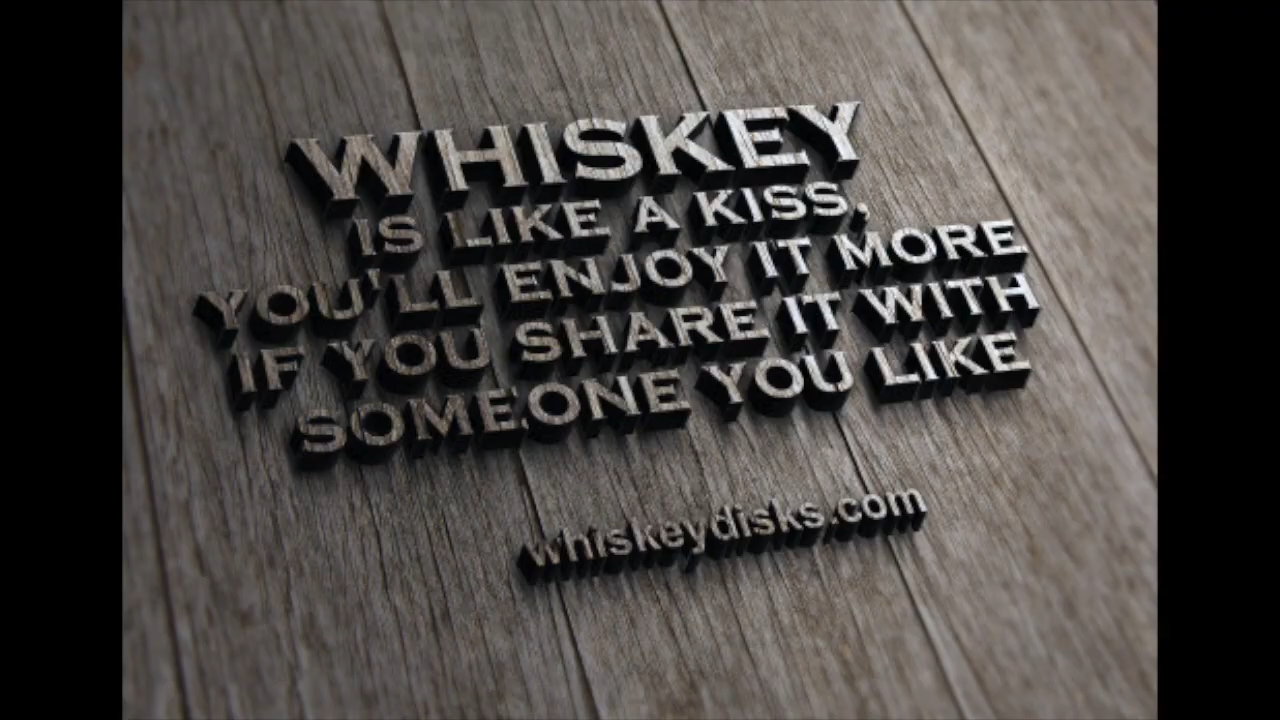 WHISKEY
IS LIKE A KISS,
YOU'LL ENJOY IT MORE
IF YOU SHARE IT WITH
SOMEONE YOU LIKE
whiskeydisks.com